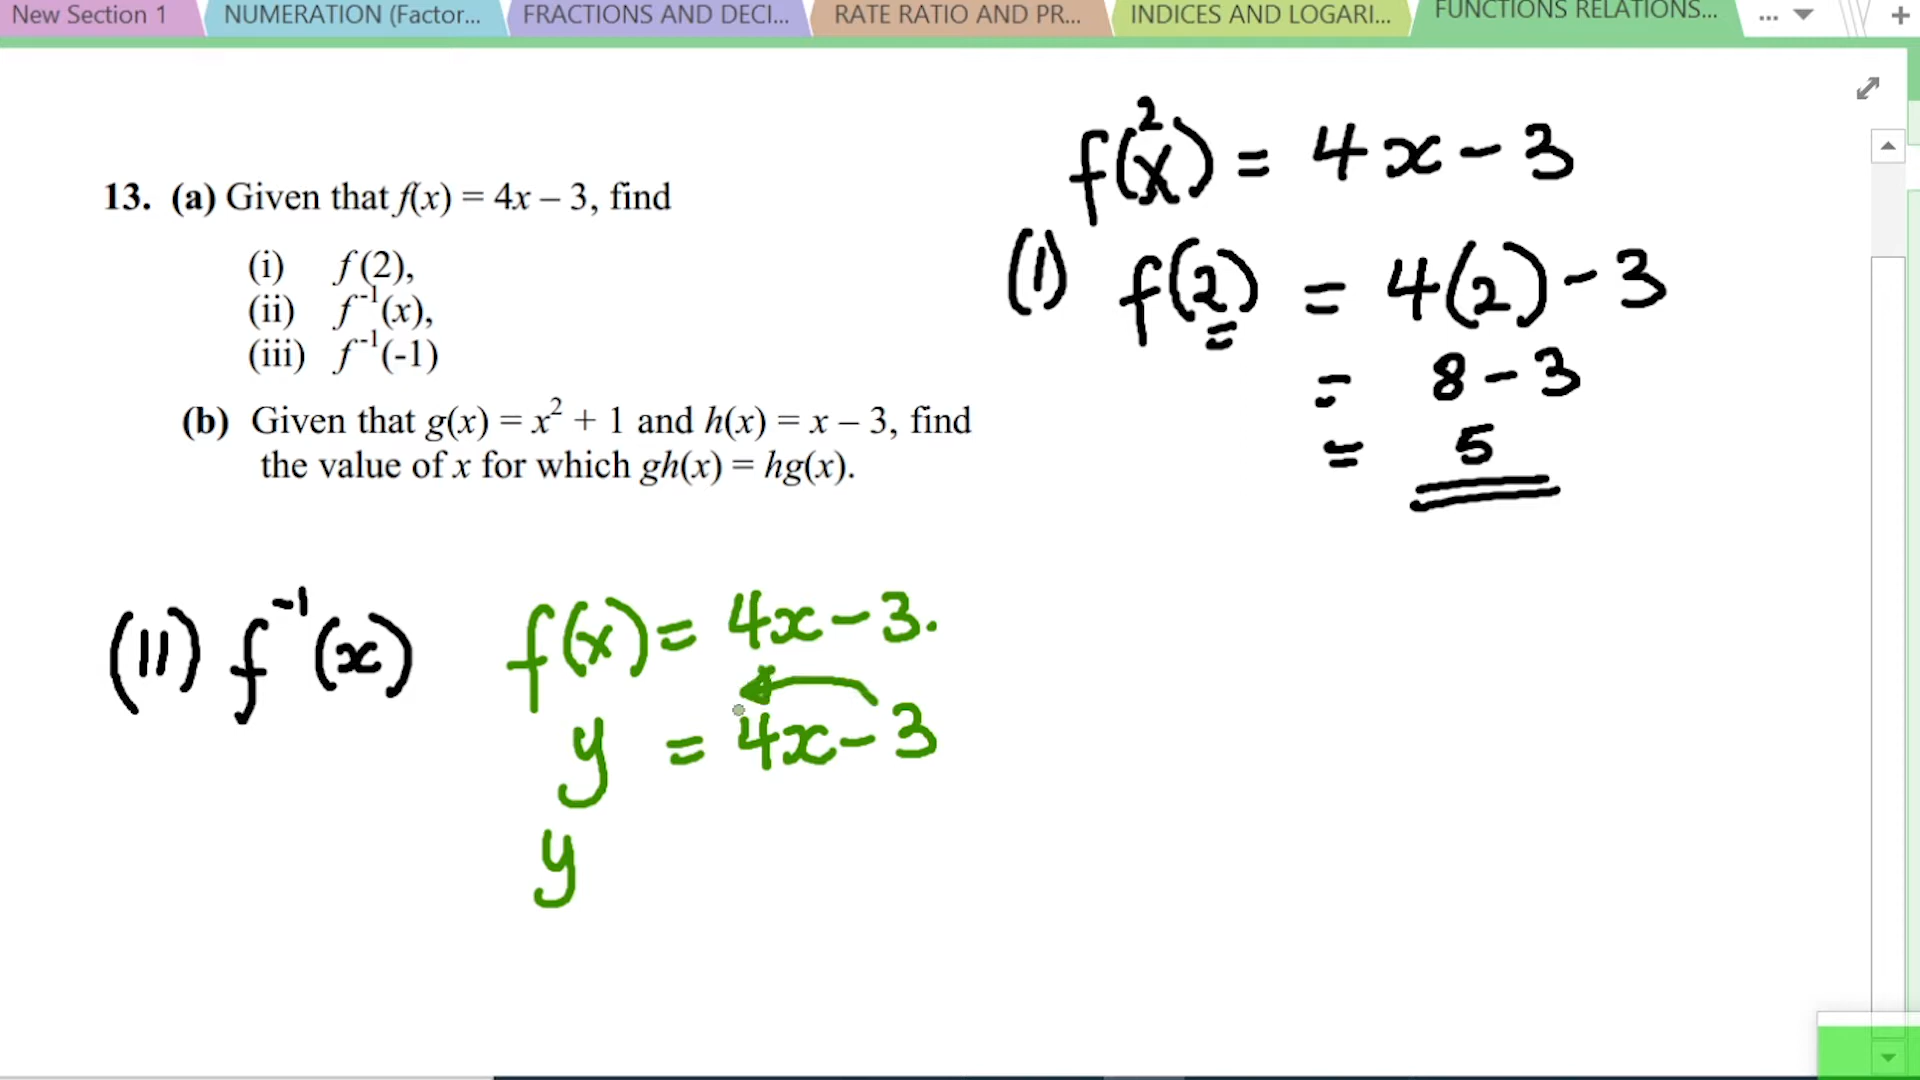 New Section 1 NUMERATION (Factor... FRACTIONS AND DECI... RATE RATIO AND PR... INDICES AND LOGARI... FUNCTIONS RELATIONS... ... +
13. (a) Given that f(x) = 4x – 3, find
(i) f (2),
(ii) f⁻¹(x),
(iii) f⁻¹(-1)
(b) Given that g(x) = x² + 1 and h(x) = x – 3, find
the value of x for which gh(x) = hg(x).
2
f(x) = 4x - 3
(1) f(2) = 4(2) - 3
= 8 - 3
= 5
(11) f⁻¹(x) f(x) = 4x - 3.
y = 4x - 3
y